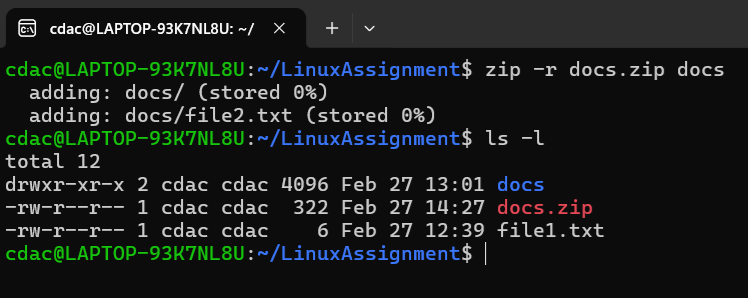 cdac@LAPTOP-93K7NL8U: ~/
cdac@LAPTOP-93K7NL8U:~/LinuxAssignment$ zip -r docs.zip docs
  adding: docs/ (stored 0%)
  adding: docs/file2.txt (stored 0%)
cdac@LAPTOP-93K7NL8U:~/LinuxAssignment$ ls -l
total 12
drwxr-xr-x 2 cdac cdac 4096 Feb 27 13:01 docs
-rw-r--r-- 1 cdac cdac  322 Feb 27 14:27 docs.zip
-rw-r--r-- 1 cdac cdac    6 Feb 27 12:39 file1.txt
cdac@LAPTOP-93K7NL8U:~/LinuxAssignment$